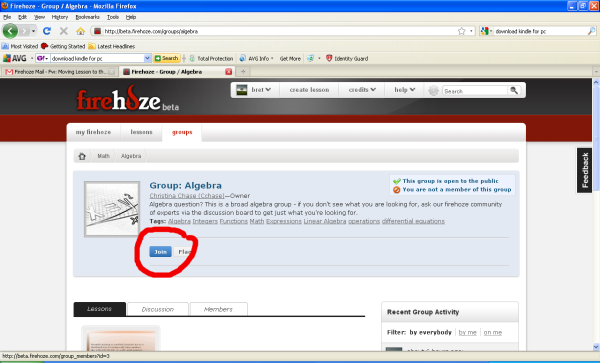 Firehoze - Group / Algebra - Mozilla Firefox
File Edit View History Bookmarks Tools Help
http://beta.firehoze.com/groups/algebra
download kindle for pc
Most Visited Getting Started Latest Headlines
AVG download kindle for pc Search Total Protection AVG Info Get More Identity Guard
Firehoze Mail - Fw: Moving Lesson to th... Firehoze - Group / Algebra
firehoze beta
brat create lesson credits help Search
my firehoze lessons groups
Math Algebra
Group: Algebra
This group is open to the public
Christina Chase (Cchase)—Owner
You are not a member of this group
Algebra question? This is a broad algebra group - if you don't see what you are looking for, ask our firehoze community
of experts via the discussion board to get just what you're looking for.
Tags: Algebra Integers Functions Math Expressions Linear Algebra operations differential equations
Join Flag
Feedback
Lessons Discussion Members
Recent Group Activity
Filter: by everybody | by me | on me
http://beta.firehoze.com/group_members?id=3